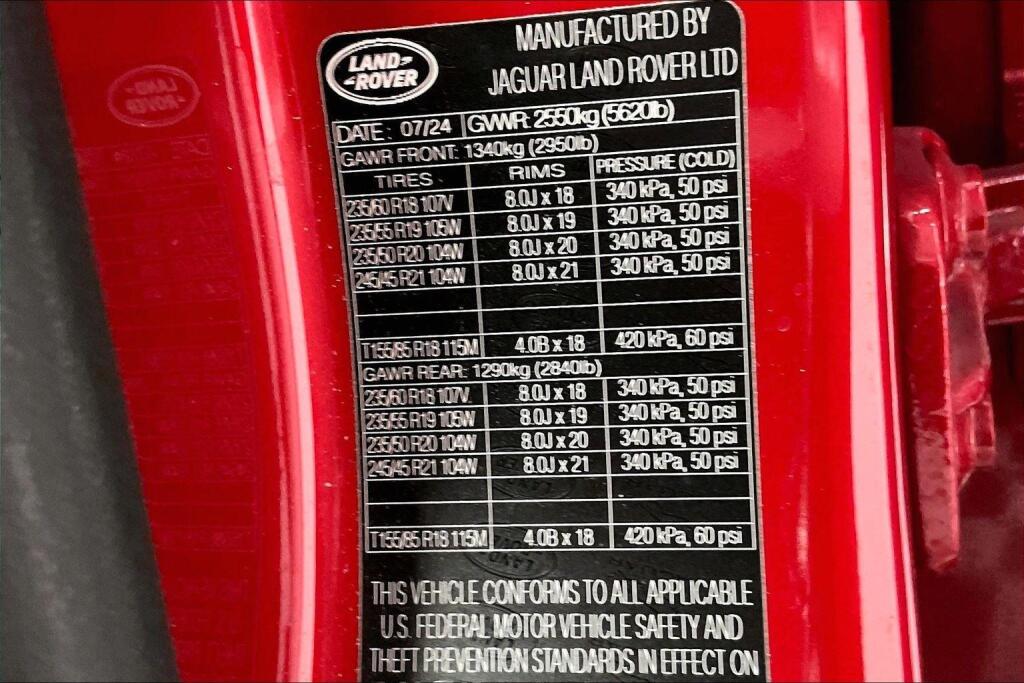 LAND-
-ROVER
MANUFACTURED BY
JAGUAR LAND ROVER LTD
DATE: 07/24 GVWR: 2550kg (5620lb)
GAWR FRONT: 1340kg (2950lb)
TIRES RIMS PRESSURE (COLD)
235/60 R18 107V 8.0J x 18 340 kPa, 50 psi
235/55 R19 105W 8.0J x 19 340 kPa, 50 psi
235/50 R20 104W 8.0J x 20 340 kPa, 50 psi
245/45 R21 104W 8.0J x 21 340 kPa, 50 psi
T155/85 R18 115M 4.0B x 18 420 kPa, 60 psi
GAWR REAR: 1290kg (2840lb)
235/60 R18 107V 8.0J x 18 340 kPa, 50 psi
235/55 R19 105W 8.0J x 19 340 kPa, 50 psi
235/50 R20 104W 8.0J x 20 340 kPa, 50 psi
245/45 R21 104W 8.0J x 21 340 kPa, 50 psi
T155/85 R18 115M 4.0B x 18 420 kPa, 60 psi
THIS VEHICLE CONFORMS TO ALL APPLICABLE
U.S. FEDERAL MOTOR VEHICLE SAFETY AND
THEFT PREVENTION STANDARDS IN EFFECT ON